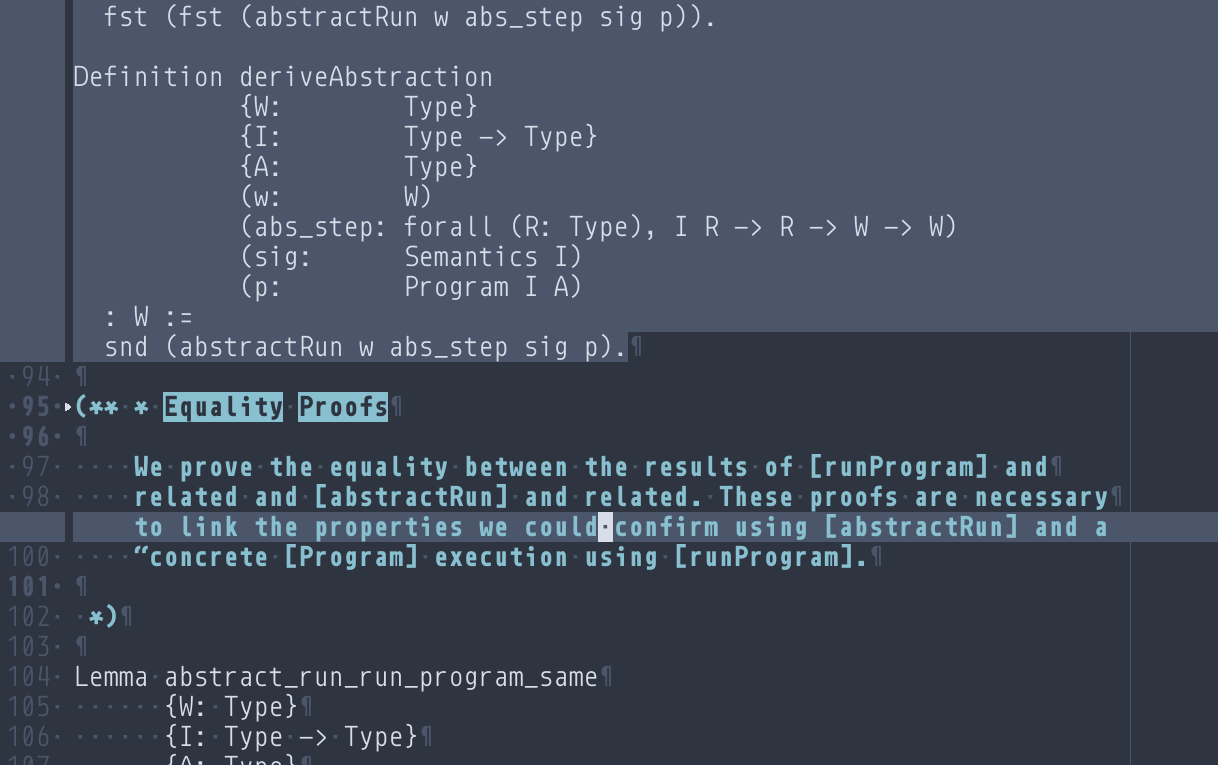 fst (fst (abstractRun w abs_step sig p)).
Definition deriveAbstraction
{W: Type}
{I: Type -> Type}
{A: Type}
(w: W)
(abs_step: forall (R: Type), I R -> R -> W -> W)
(sig: Semantics I)
(p: Program I A)
: W :=
snd (abstractRun w abs_step sig p).¶
94 ¶
95 (** * Equality Proofs¶
96 ¶
97 We prove the equality between the results of [runProgram] and¶
98 related and [abstractRun] and related. These proofs are necessary¶
to link the properties we could confirm using [abstractRun] and a
100 “concrete [Program] execution using [runProgram].¶
101 ¶
102 *)¶
103 ¶
104 Lemma abstract_run_run_program_same¶
105 {W: Type}¶
106 {I: Type -> Type}¶
107 {A: Type}¶